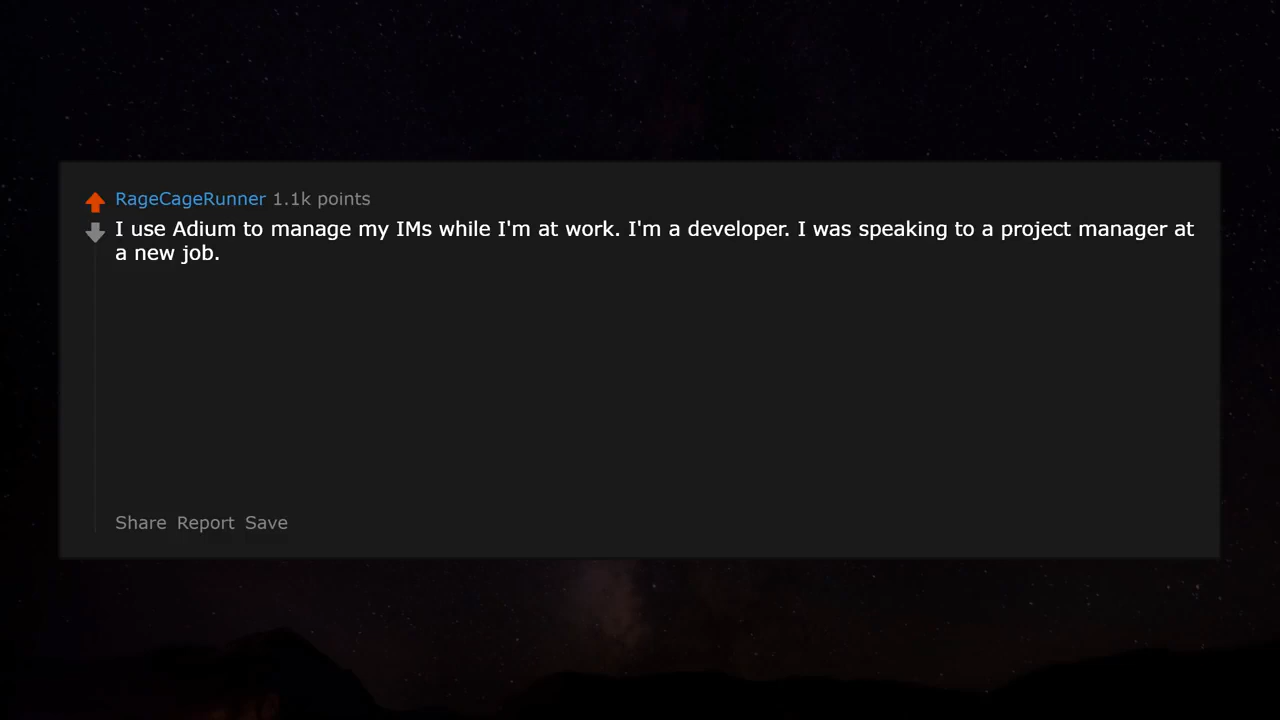 RageCageRunner 1.1k points
I use Adium to manage my IMs while I'm at work. I'm a developer. I was speaking to a project manager at
a new job.
Share Report Save